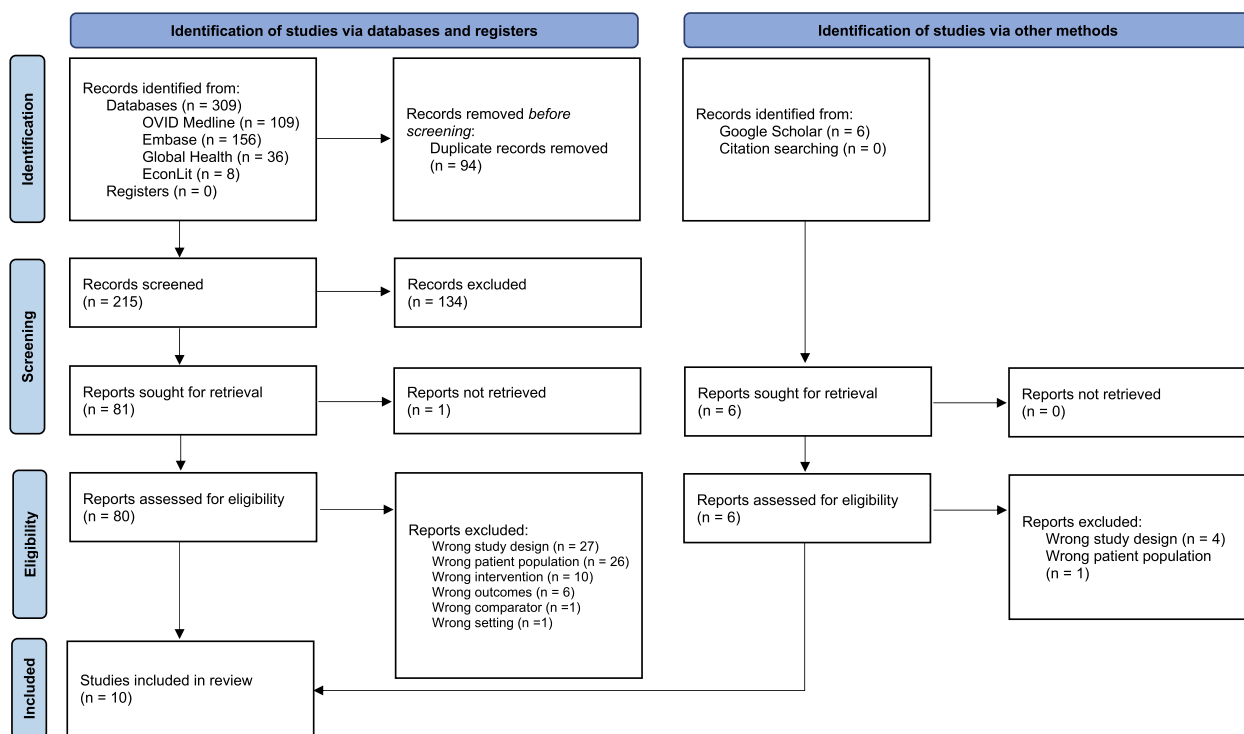 Identification of studies via databases and registers
Identification of studies via other methods
Identification
Records identified from:
Databases (n = 309)
OVID Medline (n = 109)
Embase (n = 156)
Global Health (n = 36)
EconLit (n = 8)
Registers (n = 0)
Records removed before
screening:
Duplicate records removed
(n = 94)
Records identified from:
Google Scholar (n = 6)
Citation searching (n = 0)
Screening
Records screened
(n = 215)
Records excluded
(n = 134)
Reports sought for retrieval
(n = 81)
Reports not retrieved
(n = 1)
Reports sought for retrieval
(n = 6)
Reports not retrieved
(n = 0)
Eligibility
Reports assessed for eligibility
(n = 80)
Reports excluded:
Wrong study design (n = 27)
Wrong patient population (n = 26)
Wrong intervention (n = 10)
Wrong outcomes (n = 6)
Wrong comparator (n =1)
Wrong setting (n =1)
Reports assessed for eligibility
(n = 6)
Reports excluded:
Wrong study design (n = 4)
Wrong patient population
(n = 1)
Included
Studies included in review
(n = 10)